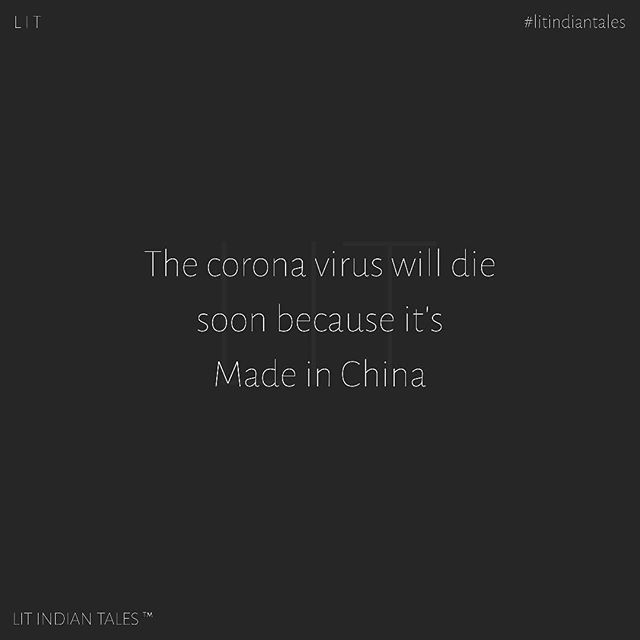 LIT
#litindiantales
The corona virus will die
soon because it's
Made in China
LIT
LIT INDIAN TALES ™